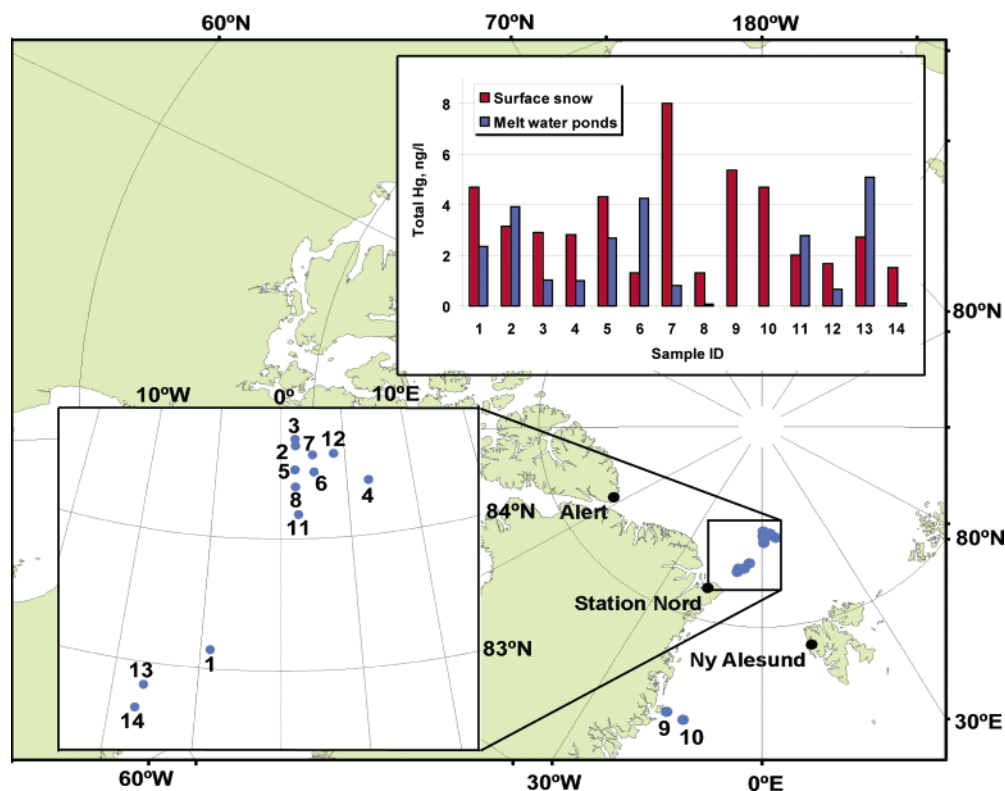 60ºN 70ºN 180ºW
Surface snow
Melt water ponds
Total Hg, ng/l
8
6
4
2
0
1 2 3 4 5 6 7 8 9 10 11 12 13 14
Sample ID
80ºN
10ºW 0º 10ºE
3
2 7 12
5 6 4
8
11
84ºN
83ºN
1
13
14
Alert
80ºN
Station Nord
Ny Alesund
9 10
30ºE
60ºW 30ºW 0ºE